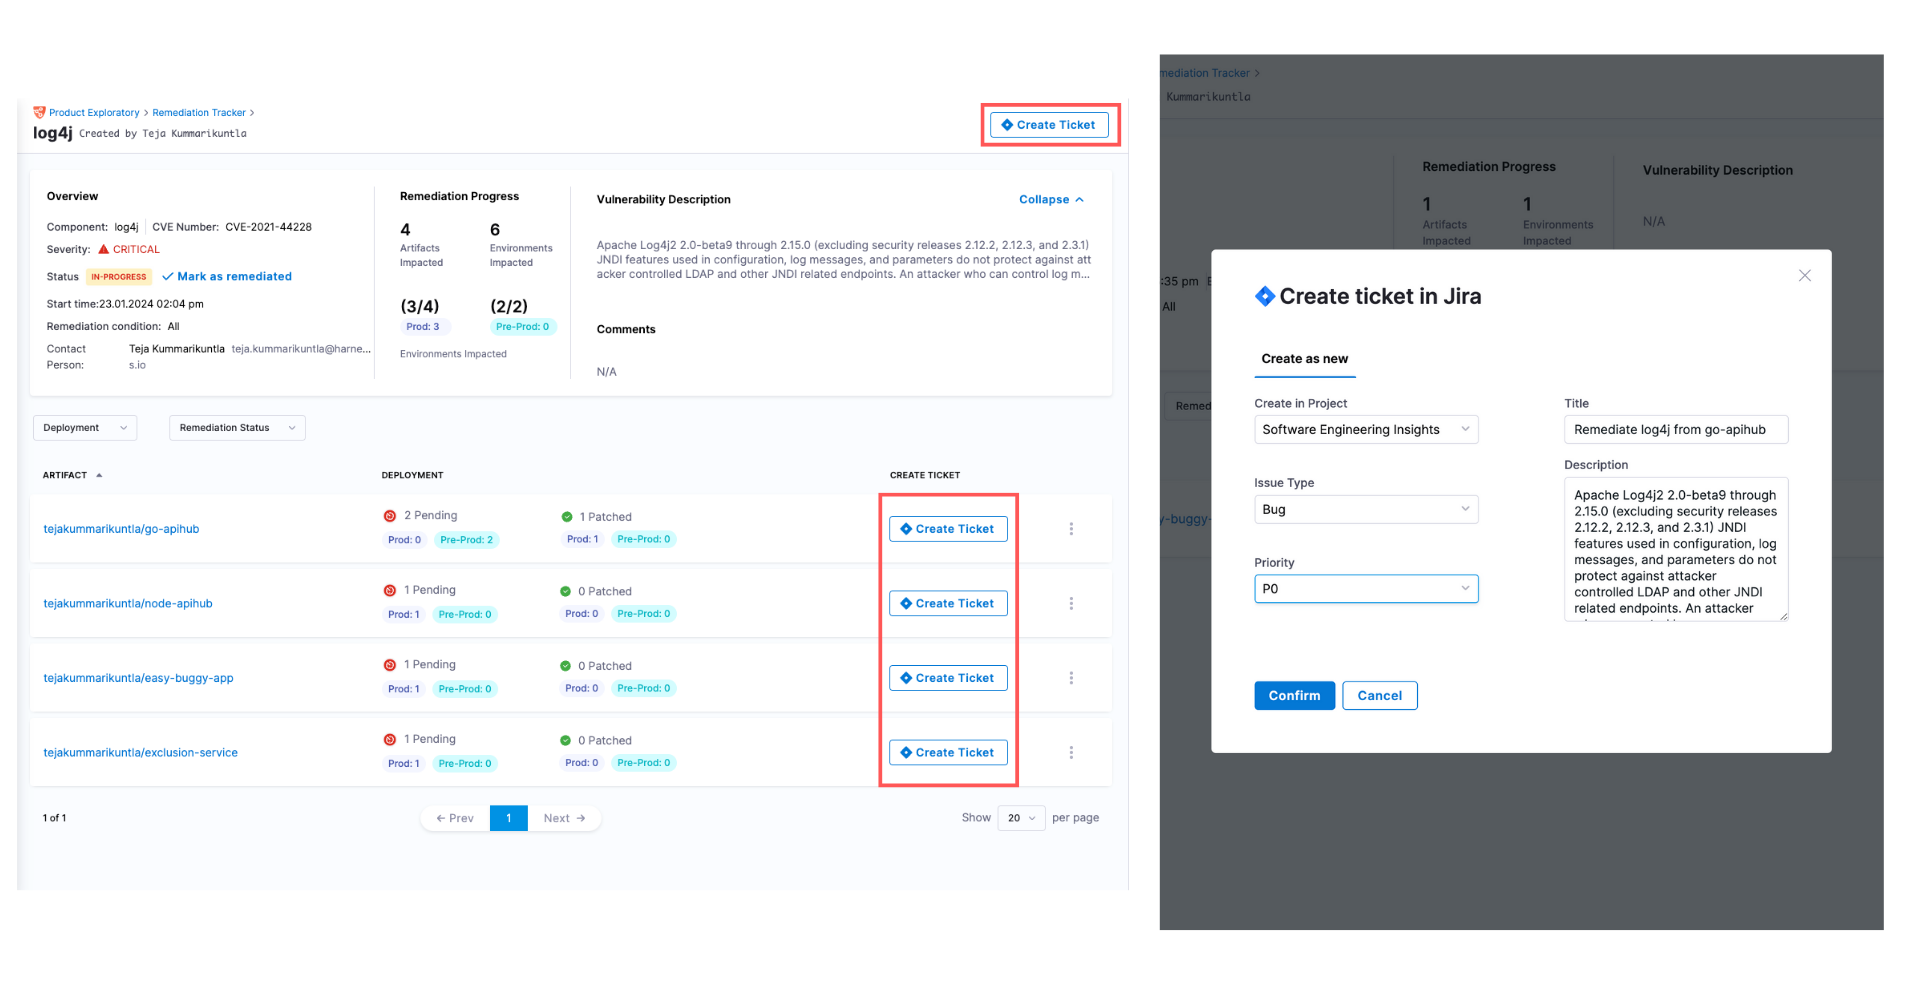 Product Exploratory > Remediation Tracker >
log4j Created by Teja Kummarikuntla
Create Ticket
Overview
Component: log4j CVE Number: CVE-2021-44228
Severity: CRITICAL
Status IN-PROGRESS Mark as remediated
Start time:23.01.2024 02:04 pm
Remediation condition: All
Contact Person: Teja Kummarikuntla teja.kummarikuntla@harne...
s.io
Remediation Progress
4 6
Artifacts Impacted Environments Impacted
(3/4) (2/2)
Prod: 3 Pre-Prod: 0
Environments Impacted
Vulnerability Description
Collapse
Apache Log4j2 2.0-beta9 through 2.15.0 (excluding security releases 2.12.2, 2.12.3, and 2.3.1)
JNDI features used in configuration, log messages, and parameters do not protect against att
acker controlled LDAP and other JNDI related endpoints. An attacker who can control log m...
Comments
N/A
Deployment Remediation Status
ARTIFACT DEPLOYMENT CREATE TICKET
tejakummarikuntla/go-apihub
2 Pending 1 Patched
Prod: 0 Pre-Prod: 2 Prod: 1 Pre-Prod: 0
Create Ticket
tejakummarikuntla/node-apihub
1 Pending 0 Patched
Prod: 1 Pre-Prod: 0 Prod: 0 Pre-Prod: 0
Create Ticket
tejakummarikuntla/easy-buggy-app
1 Pending 0 Patched
Prod: 1 Pre-Prod: 0 Prod: 0 Pre-Prod: 0
Create Ticket
tejakummarikuntla/exclusion-service
1 Pending 0 Patched
Prod: 1 Pre-Prod: 0 Prod: 0 Pre-Prod: 0
Create Ticket
1 of 1
← Prev 1 Next →
Show 20 per page
mediation Tracker >
Kummarikuntla
Remediation Progress
1 1
Artifacts Impacted Environments Impacted
Vulnerability Description
N/A
:35 pm
All
Remed
y-buggy-
Create ticket in Jira
Create as new
Create in Project
Software Engineering Insights
Issue Type
Bug
Priority
P0
Title
Remediate log4j from go-apihub
Description
Apache Log4j2 2.0-beta9 through
2.15.0 (excluding security releases
2.12.2, 2.12.3, and 2.3.1) JNDI
features used in configuration, log
messages, and parameters do not
protect against attacker
controlled LDAP and other JNDI
related endpoints. An attacker
Confirm Cancel